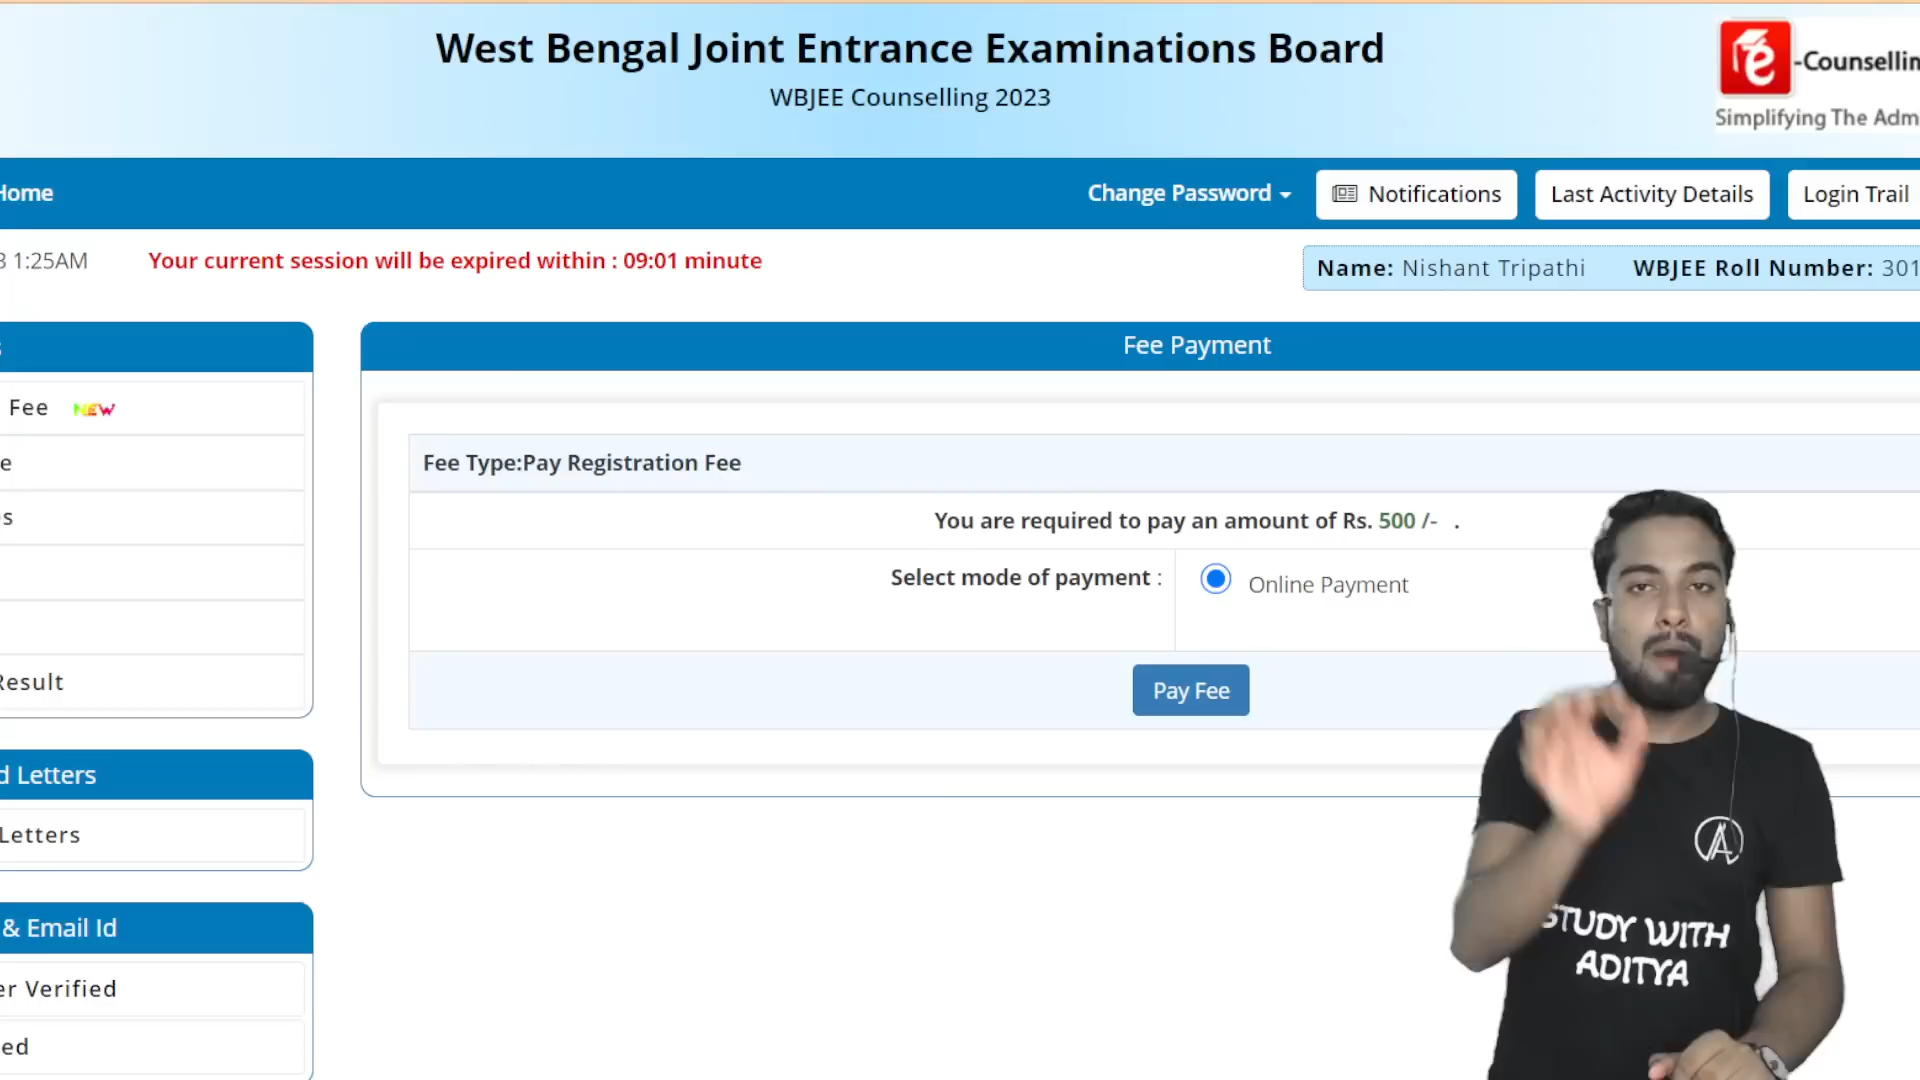 West Bengal Joint Entrance Examinations Board
WBJEE Counselling 2023
-Counsellin
Simplifying The Adm
Home
Change Password
Notifications
Last Activity Details
Login Trail
3 1:25AM
Your current session will be expired within : 09:01 minute
Name: Nishant Tripathi
WBJEE Roll Number: 301
Fee Payment
Fee NEW
Fee Type:Pay Registration Fee
You are required to pay an amount of Rs. 500 /- .
Select mode of payment :
Online Payment
Result
Pay Fee
d Letters
Letters
& Email Id
er Verified
ed
STUDY WITH
ADITYA